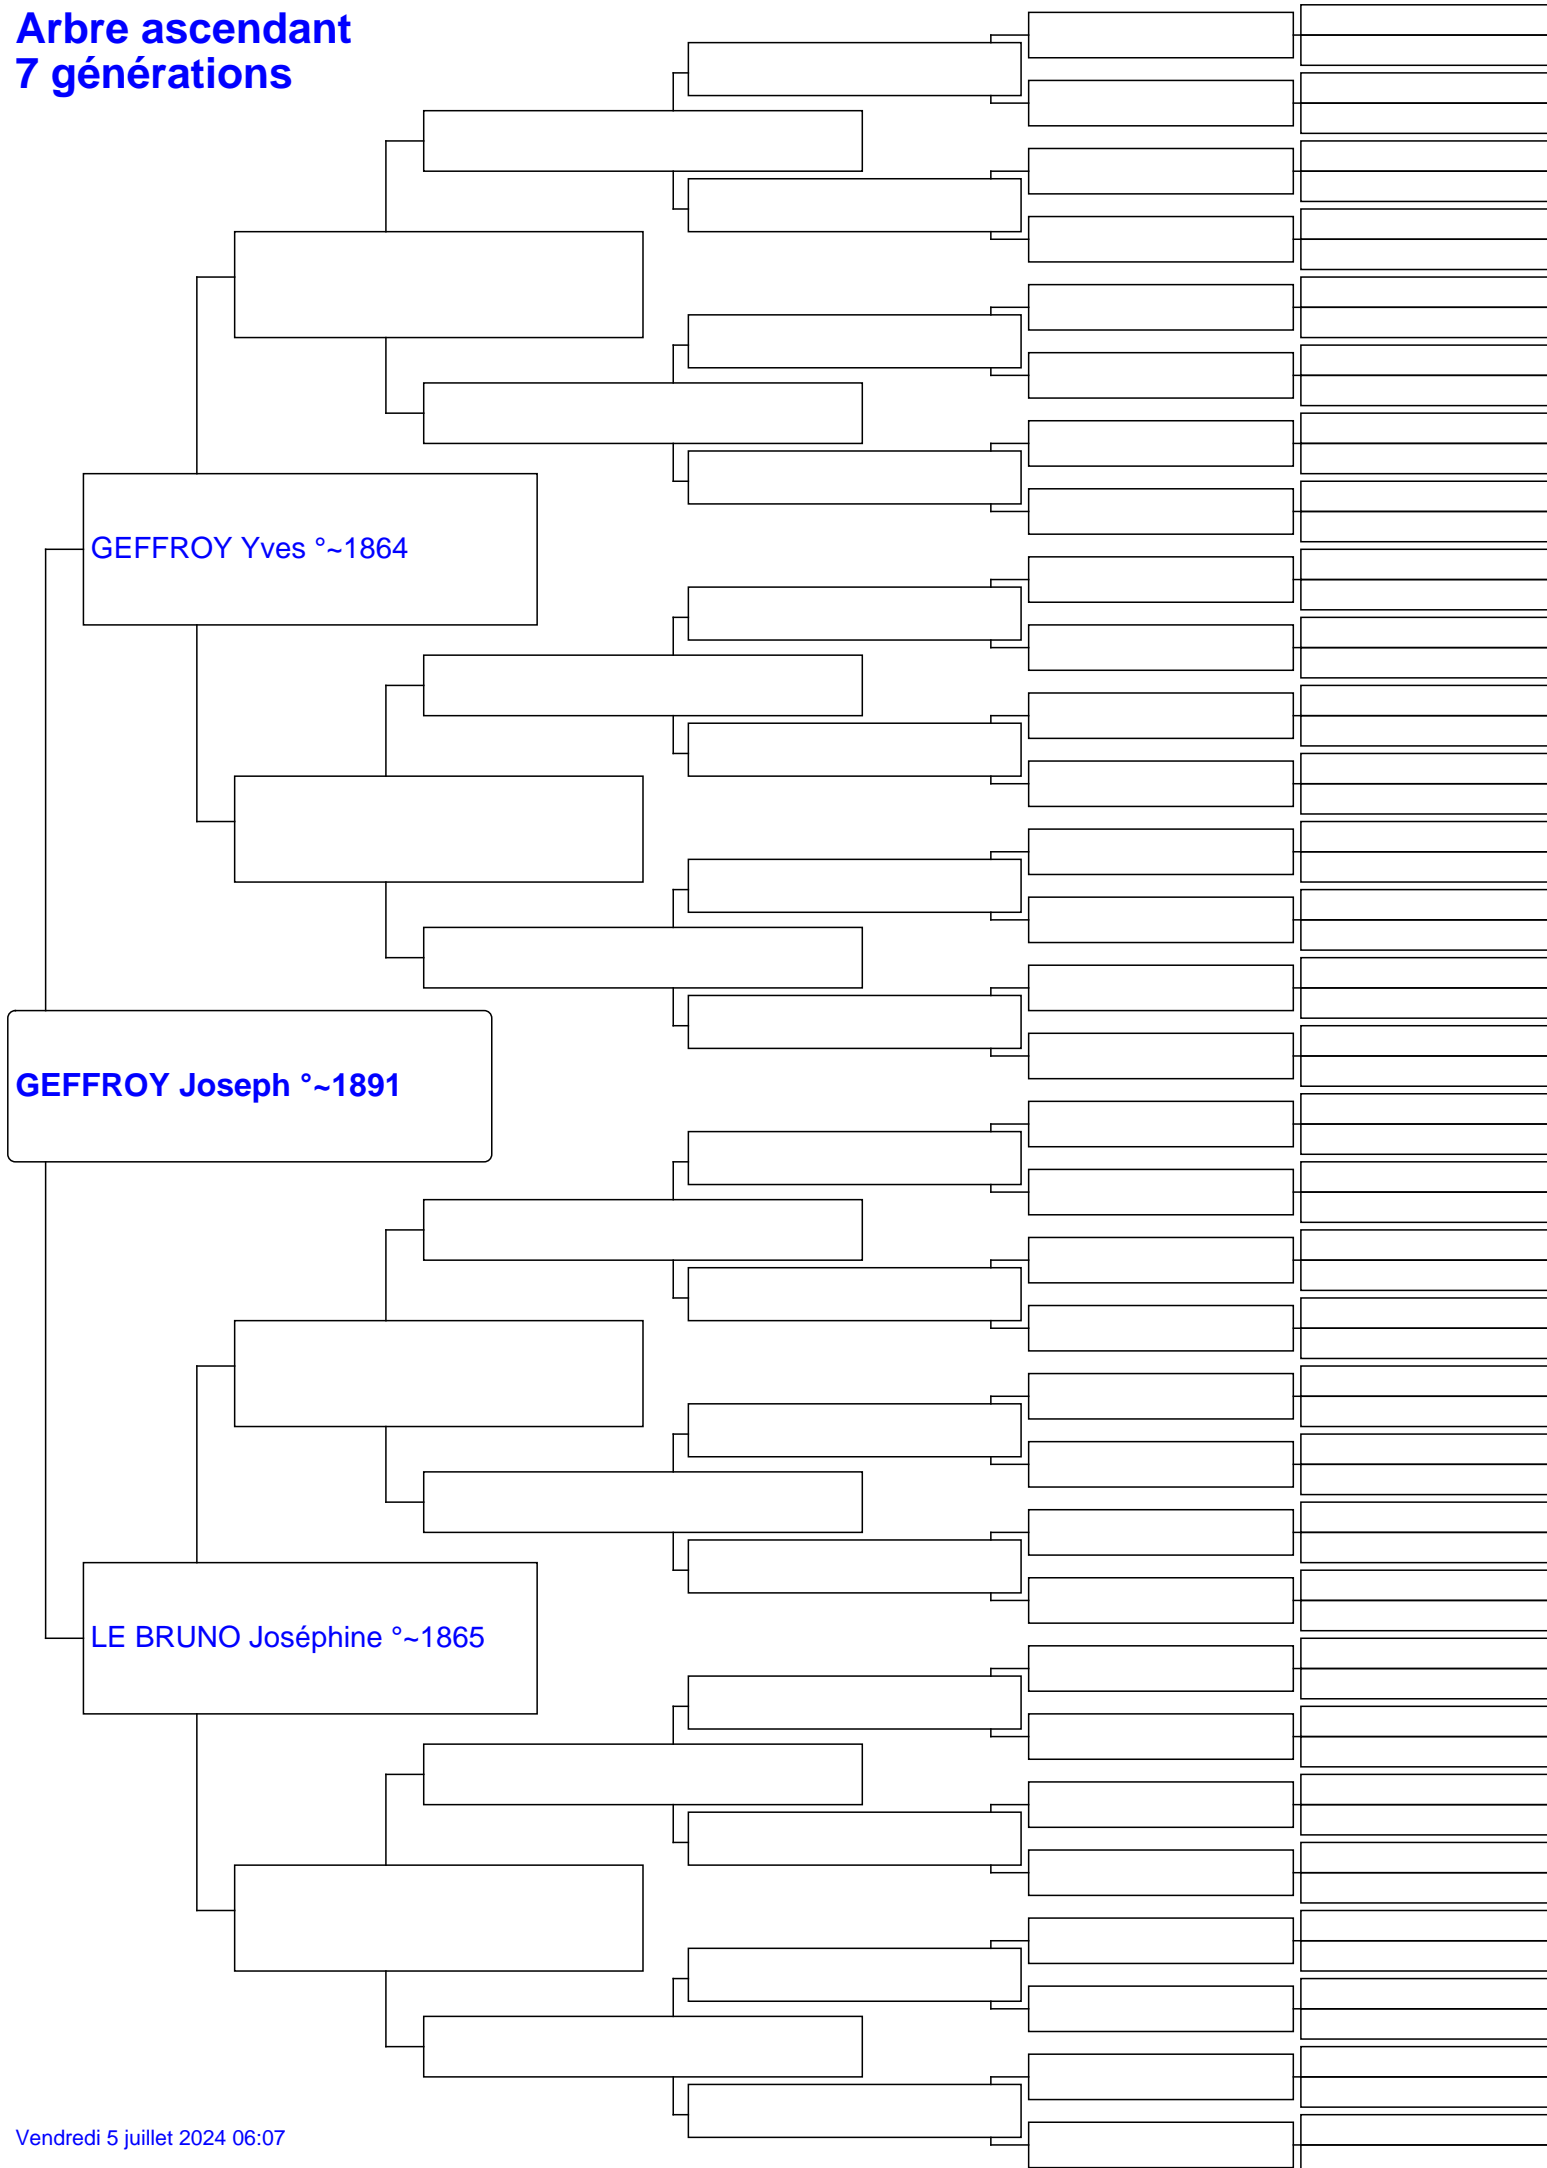 Arbre ascendant
7 générations
GEFFROY Yves °~1864
GEFFROY Joseph °~1891
LE BRUNO Joséphine °~1865
Vendredi 5 juillet 2024 06:07